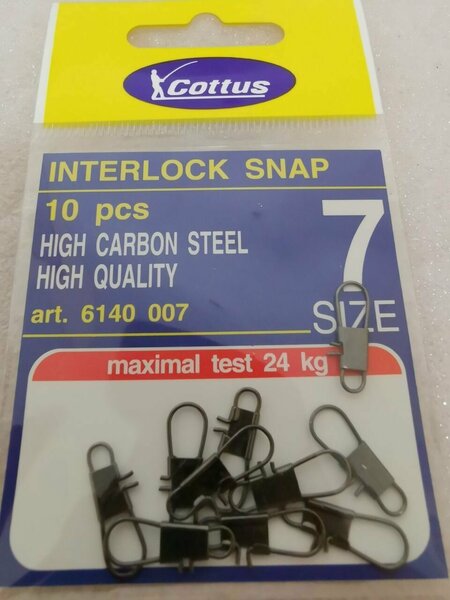 Cottus
INTERLOCK SNAP
10 pcs
7
HIGH CARBON STEEL
HIGH QUALITY
art. 6140 007
SIZE
maximal test 24 kg